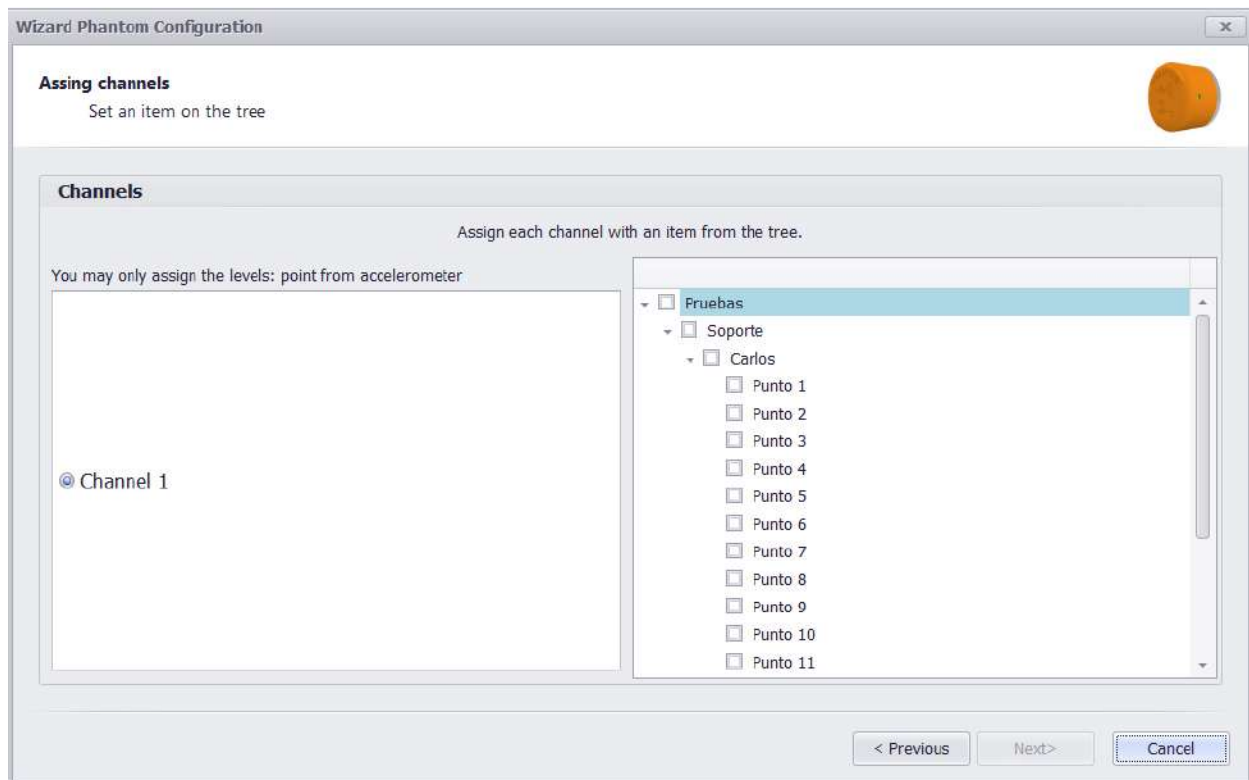 Wizard Phantom Configuration
Assing channels
Set an item on the tree
Channels
Assign each channel with an item from the tree.
You may only assign the levels: point from accelerometer
Channel 1
Pruebas
Soporte
Carlos
Punto 1
Punto 2
Punto 3
Punto 4
Punto 5
Punto 6
Punto 7
Punto 8
Punto 9
Punto 10
Punto 11
< Previous
Next>
Cancel